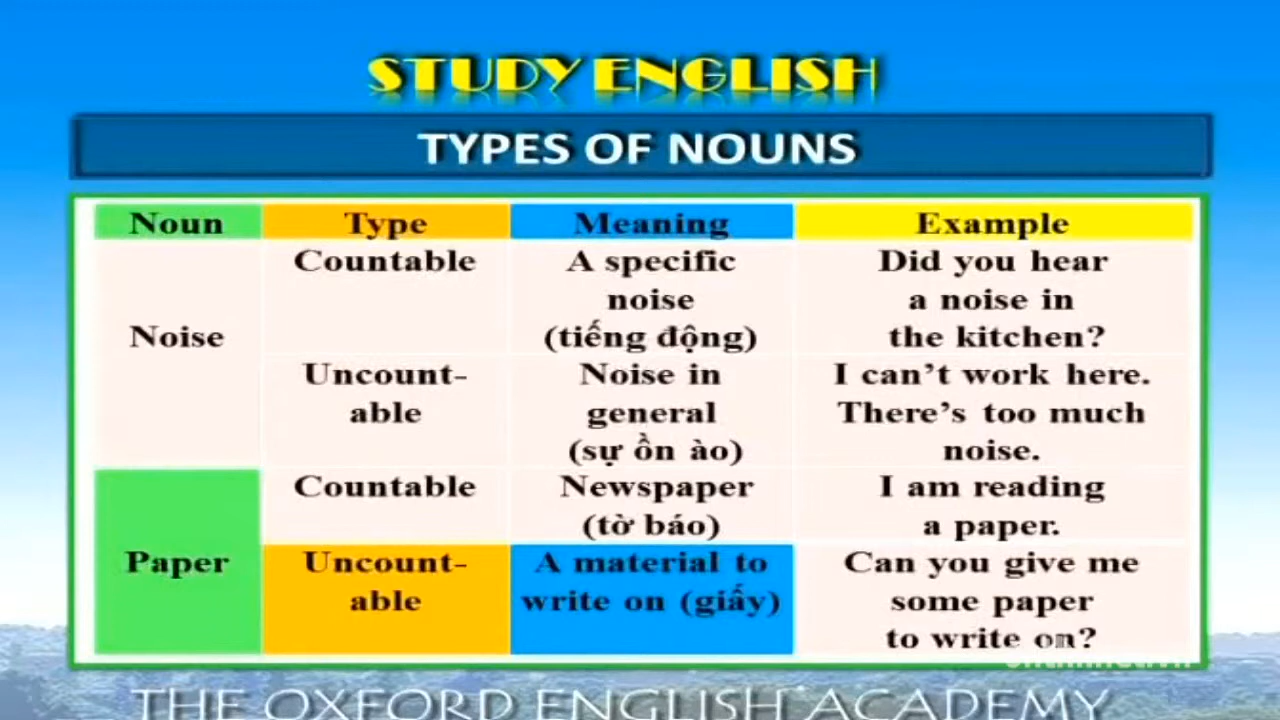 STUDY ENGLISH
TYPES OF NOUNS
Noun Type Meaning Example
Noise
Countable
A specific
noise
(tiếng động)
Did you hear
a noise in
the kitchen?
Uncount-
able
Noise in
general
(sự ồn ào)
I can't work here.
There's too much
noise.
Paper
Countable
Newspaper
(tờ báo)
I am reading
a paper.
Uncount-
able
A material to
write on (giấy)
Can you give me
some paper
to write on?
THE OXFORD ENGLISH ACADEMY